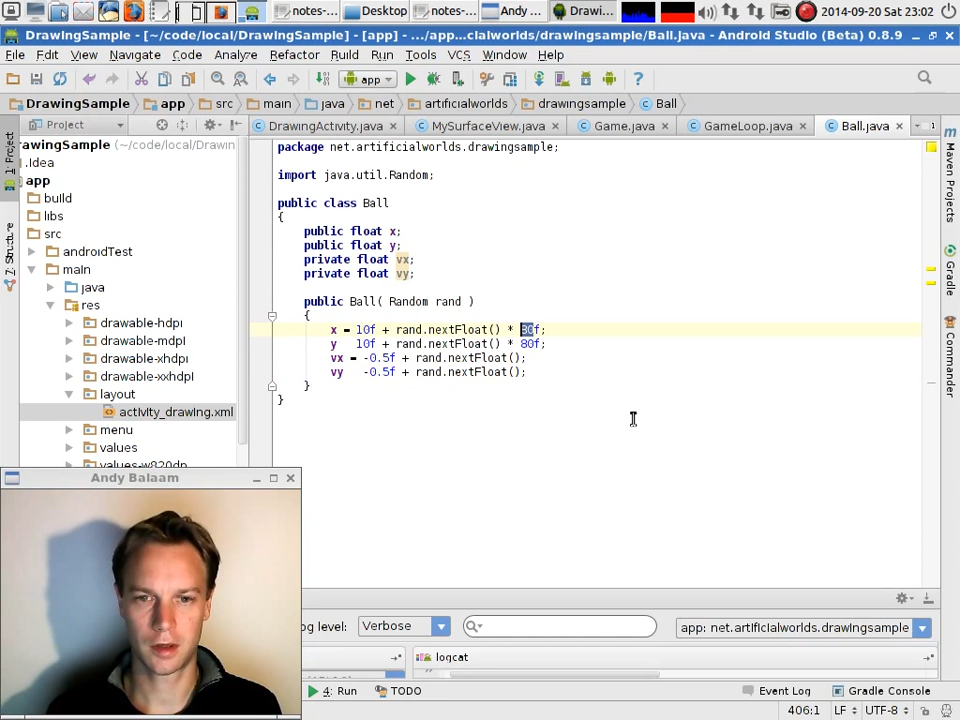 notes-...
Desktop
notes-...
Andy ...
Drawi...
2014-09-20 Sat 23:02
DrawingSample - [~/code/local/DrawingSample] - [app] - .../app...clalworlds/drawingsample/Ball.java - Android Studio (Beta) 0.8.9
File Edit View Navigate Code Analyze Refactor Build Run Tools VCS Window Help
app
DrawingSample app src main java net artificialworlds drawingsample Ball
Project
DrawingActivity.java
MySurfaceView.java
Game.java
GameLoop.java
Ball.java
1: Project
7: Structure
Maven Projects
Gradle
Commander
rawingSample (~/code/local/Drawin
.idea
app
build
libs
src
androidTest
main
java
res
drawable-hdpi
drawable-mdpi
drawable-xhdpi
drawable-xxhdpi
layout
activity_drawing.xml
menu
values
values-w820dp
package net.artificialworlds.drawingsample;
import java.util.Random;
public class Ball
{
public float x;
public float y;
private float vx;
private float vy;
public Ball( Random rand )
{
x = 10f + rand.nextFloat() * 80f;
y   10f + rand.nextFloat() * 80f;
vx = -0.5f + rand.nextFloat();
vy   -0.5f + rand.nextFloat();
}
}
Andy Balaam
og level: Verbose
app: net.artificialworlds.drawingsample
logcat
4: Run
TODO
Event Log
Gradle Console
406:1 LF UTF-8